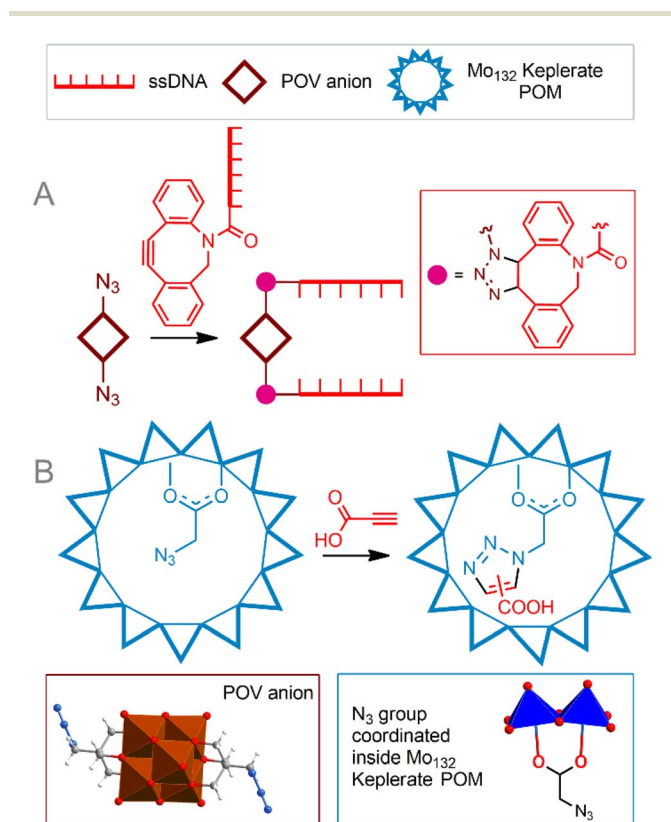 ssDNA
POV anion
Mo132 Keplerate
POM
A
N
O
N3
N3
N
N
N
N
O
=
B
O
O
N3
O
HO
O
O
N
N
N
COOH
POV anion
N3 group
coordinated
inside Mo132
Keplerate POM
O
O
N3